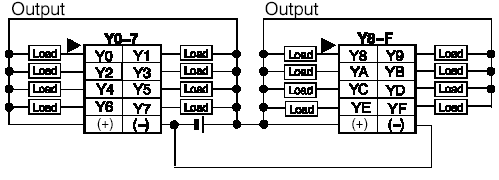 Output Output
Y0–7 Y8–F
Load Y0 Y1 Load Load Y8 Y9 Load
Load Y2 Y3 Load Load YA YB Load
Load Y4 Y5 Load Load YC YD Load
Load Y6 Y7 Load Load YE YF Load
(+) (–) (+) (–)